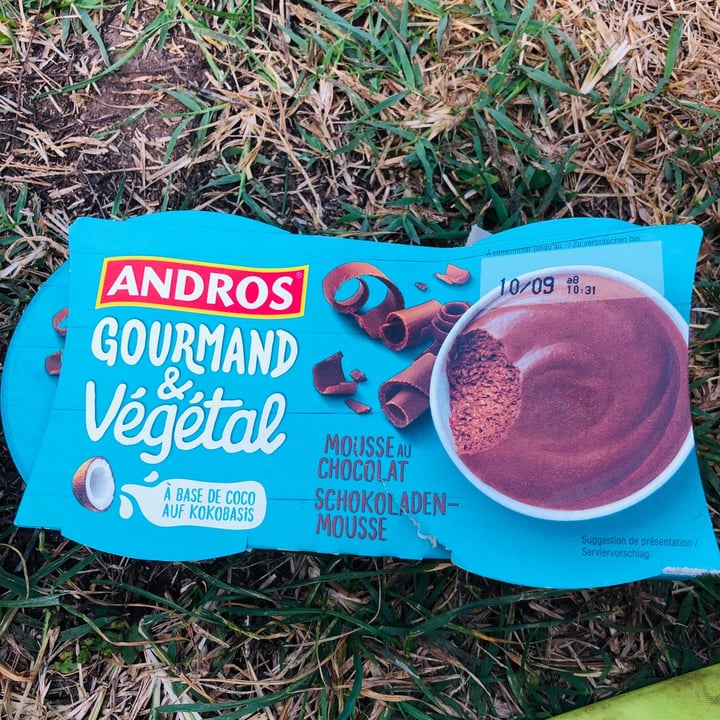 ANDROS®
GOURMAND
&
Végétal
À BASE DE COCO
AUF KOKOBASIS
MOUSSE AU
CHOCOLAT
SCHOKOLADEN-
MOUSSE
À consommer jusqu'au : / Zu verbrauchen bis :
10/09 a8
10:31
Suggestion de présentation /
Serviervorschlag.